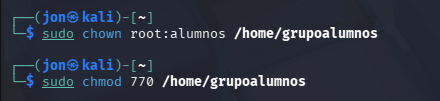 ┌──(jon㉿kali)-[~]
└─$ sudo chown root:alumnos /home/grupoalumnos
┌──(jon㉿kali)-[~]
└─$ sudo chmod 770 /home/grupoalumnos